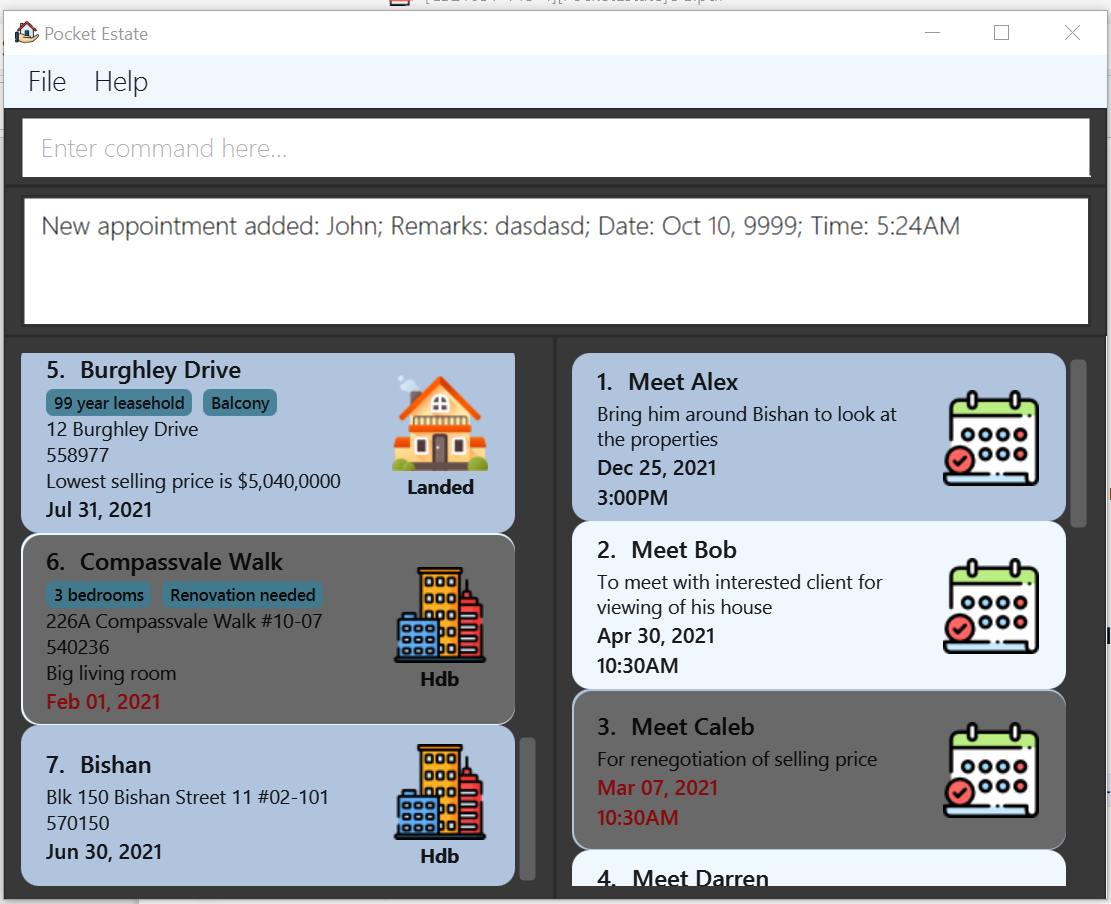 Pocket Estate
File Help
Enter command here...
New appointment added: John; Remarks: dasdasd; Date: Oct 10, 9999; Time: 5:24AM
5. Burghley Drive
99 year leasehold Balcony
12 Burghley Drive
558977
Lowest selling price is $5,040,0000
Jul 31, 2021
Landed
6. Compassvale Walk
3 bedrooms Renovation needed
226A Compassvale Walk #10-07
540236
Big living room
Feb 01, 2021
Hdb
7. Bishan
Blk 150 Bishan Street 11 #02-101
570150
Jun 30, 2021
Hdb
1. Meet Alex
Bring him around Bishan to look at
the properties
Dec 25, 2021
3:00PM
2. Meet Bob
To meet with interested client for
viewing of his house
Apr 30, 2021
10:30AM
3. Meet Caleb
For renegotiation of selling price
Mar 07, 2021
10:30AM
4. Meet Darren